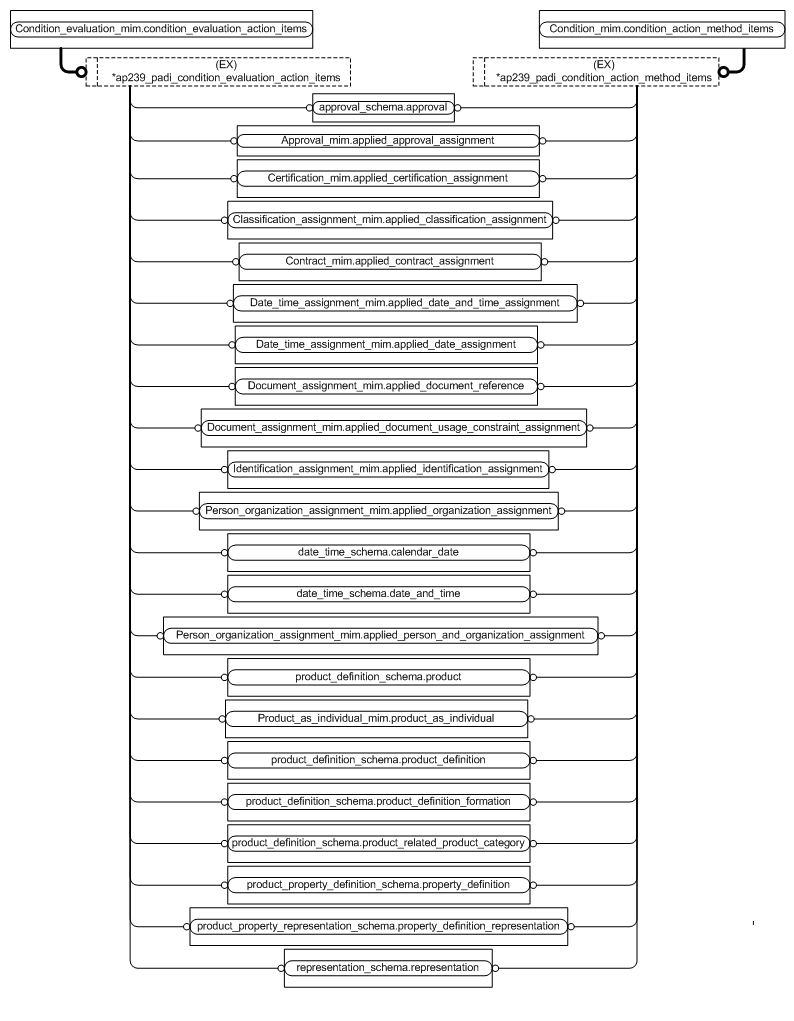 Condition_evaluation_mim.condition_evaluation_action_items
Condition_mim.condition_action_method_items
(EX)
*ap239_padi_condition_evaluation_action_items
(EX)
*ap239_padi_condition_action_method_items
approval_schema.approval
Approval_mim.applied_approval_assignment
Certification_mim.applied_certification_assignment
Classification_assignment_mim.applied_classification_assignment
Contract_mim.applied_contract_assignment
Date_time_assignment_mim.applied_date_and_time_assignment
Date_time_assignment_mim.applied_date_assignment
Document_assignment_mim.applied_document_reference
Document_assignment_mim.applied_document_usage_constraint_assignment
Identification_assignment_mim.applied_identification_assignment
Person_organization_assignment_mim.applied_organization_assignment
date_time_schema.calendar_date
date_time_schema.date_and_time
Person_organization_assignment_mim.applied_person_and_organization_assignment
product_definition_schema.product
Product_as_individual_mim.product_as_individual
product_definition_schema.product_definition
product_definition_schema.product_definition_formation
product_definition_schema.product_related_product_category
product_property_definition_schema.property_definition
product_property_representation_schema.property_definition_representation
representation_schema.representation